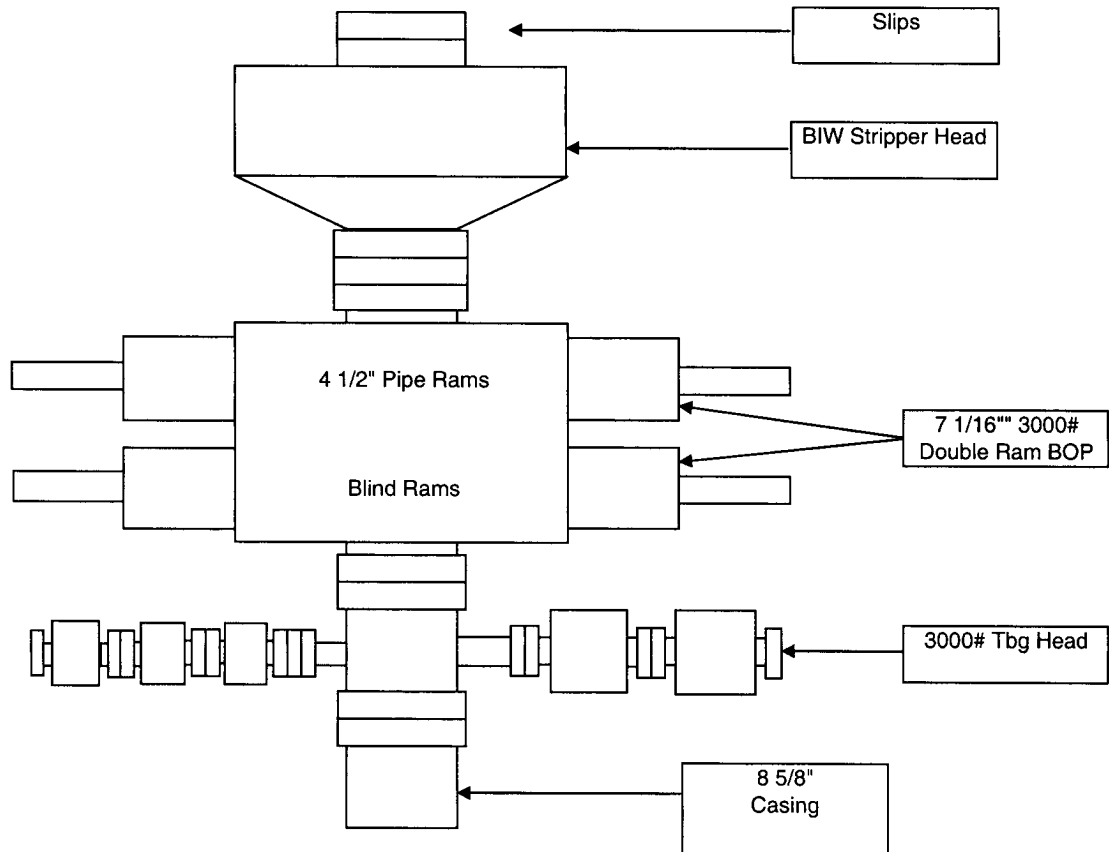 Slips
BIW Stripper Head
4 1/2" Pipe Rams
7 1/16"" 3000#
Double Ram BOP
Blind Rams
3000# Tbg Head
8 5/8"
Casing